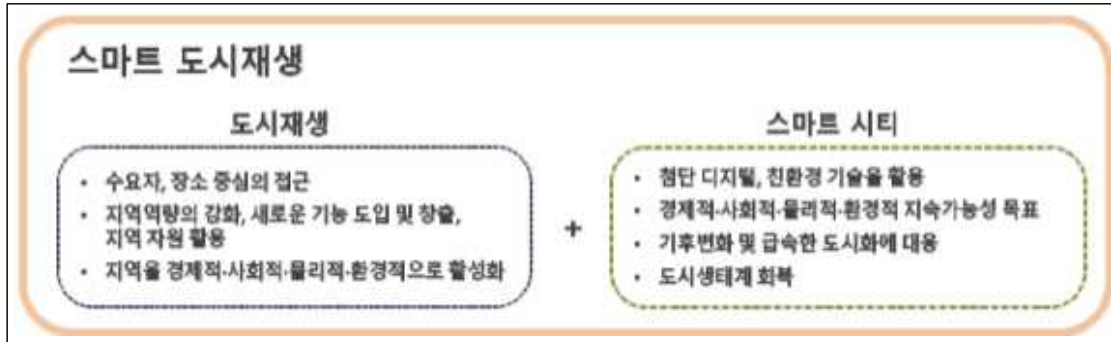 스마트 도시재생
도시재생
• 수요자, 장소 중심의 접근
• 지역역량의 강화, 새로운 기능 도입 및 창출,
지역 자원 활용
• 지역을 경제적·사회적·물리적·환경적으로 활성화
+
스마트 시티
• 첨단 디지털, 친환경 기술을 활용
• 경제적·사회적·물리적·환경적 지속가능성 목표
• 기후변화 및 급속한 도시화에 대응
• 도시생태계 회복